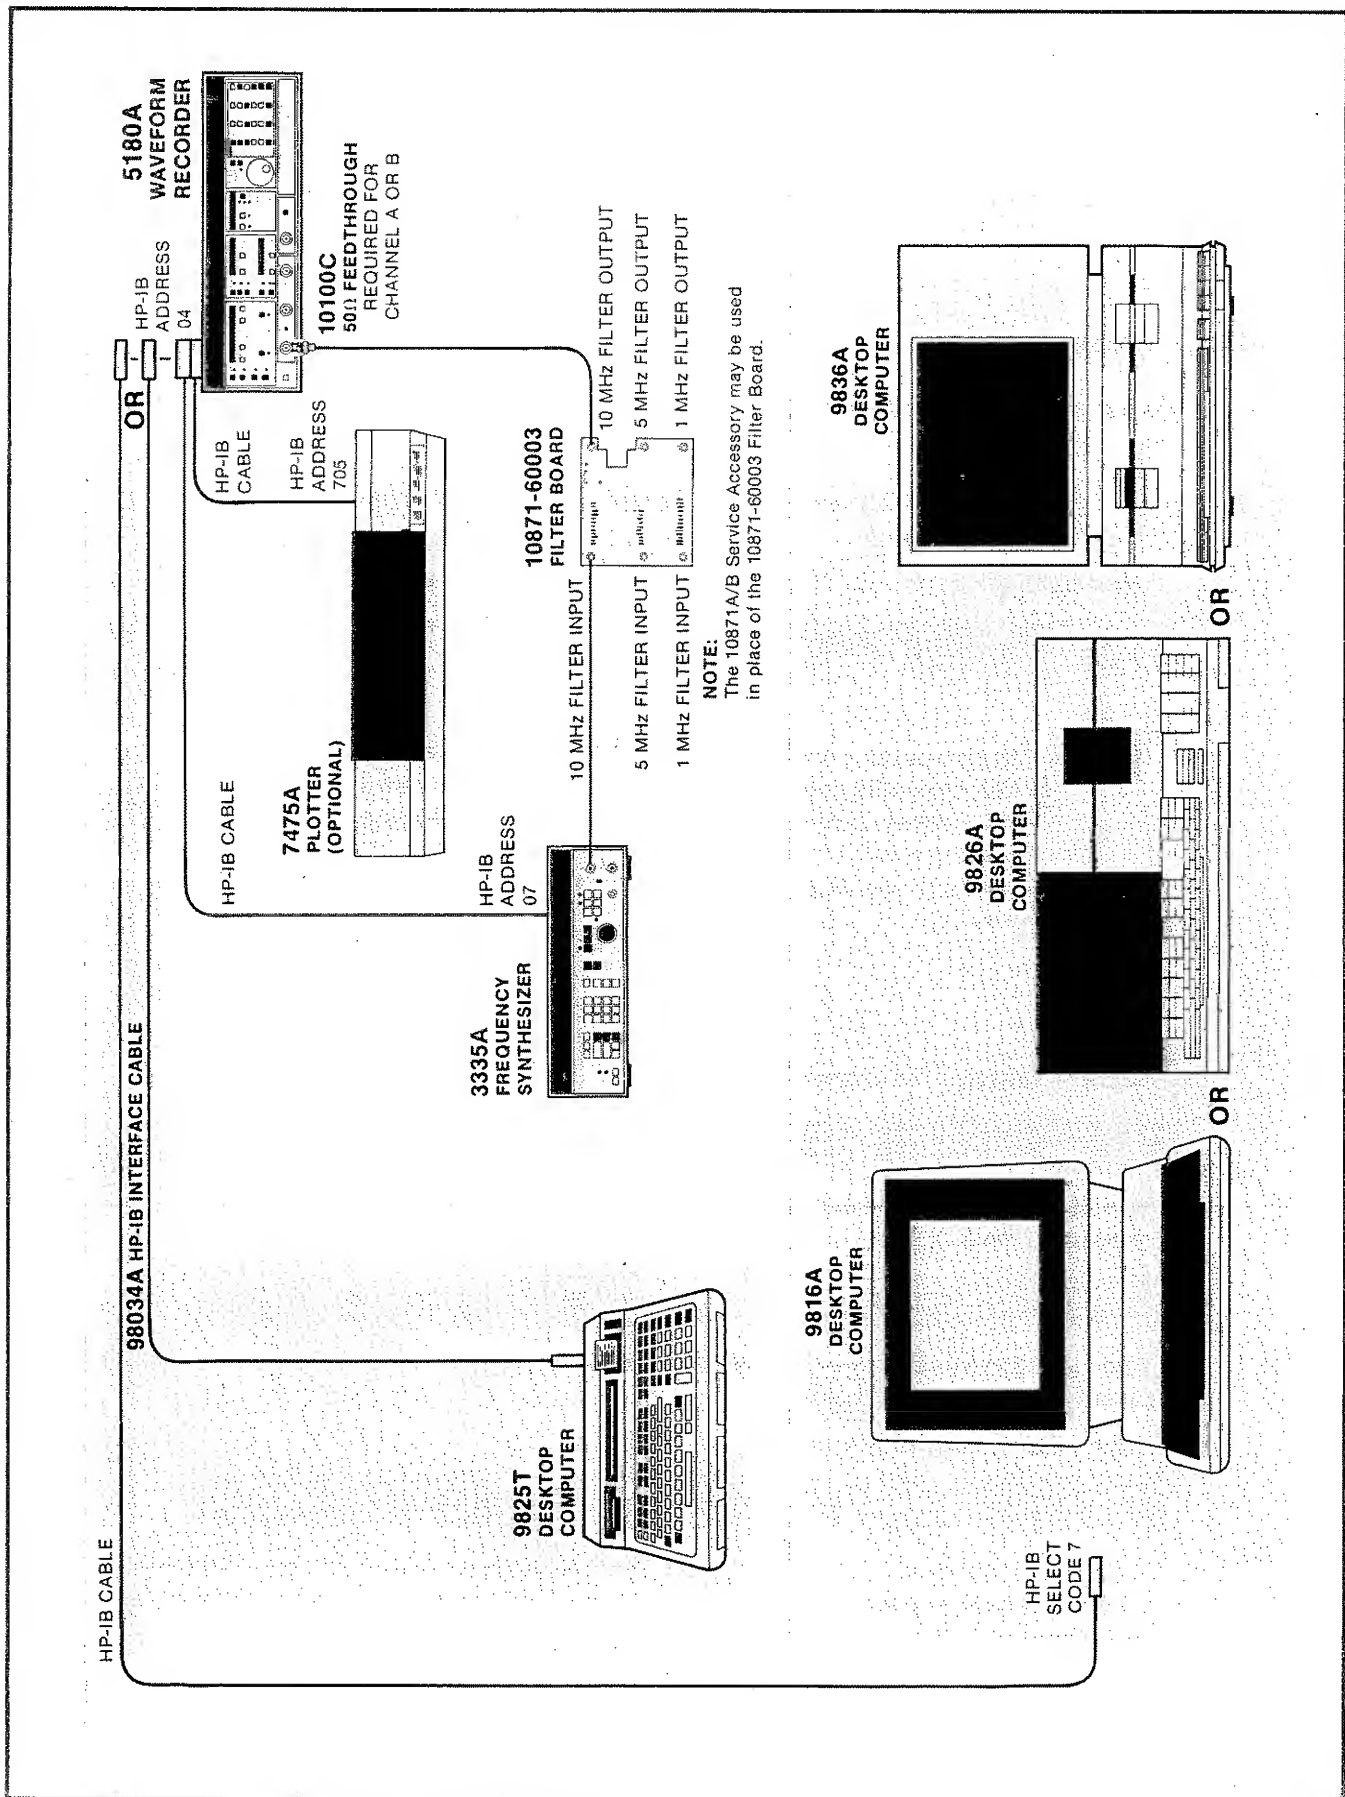 HP-IB CABLE
98034A HP-IB INTERFACE CABLE
OR
HP-IB
ADDRESS
04
5180A
WAVEFORM
RECORDER
HP-IB CABLE
HP-IB
CABLE
HP-IB
ADDRESS
705
7475A
PLOTTER
(OPTIONAL)
10100C
50Ω FEEDTHROUGH
REQUIRED FOR
CHANNEL A OR B
9825T
DESKTOP
COMPUTER
3335A
FREQUENCY
SYNTHESIZER
HP-IB
ADDRESS
07
10871-60003
FILTER BOARD
10 MHz FILTER INPUT
10 MHz FILTER OUTPUT
5 MHz FILTER INPUT
5 MHz FILTER OUTPUT
1 MHz FILTER INPUT
1 MHz FILTER OUTPUT
NOTE:
The 10871A/B Service Accessory may be used
in place of the 10871-60003 Filter Board.
HP-IB
SELECT
CODE 7
9816A
DESKTOP
COMPUTER
OR
9826A
DESKTOP
COMPUTER
OR
9836A
DESKTOP
COMPUTER